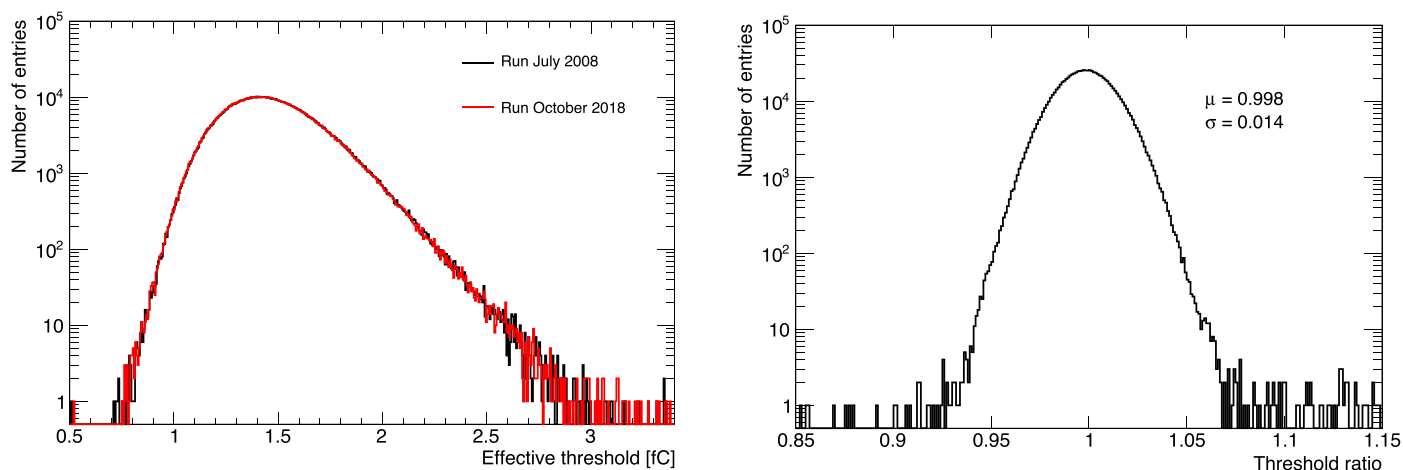 Number of entries
10^5
10^4
10^3
10^2
10
1
Run July 2008
Run October 2018
0.5 1 1.5 2 2.5 3
Effective threshold [fC]
Number of entries
10^5
10^4
10^3
10^2
10
1
μ = 0.998
σ = 0.014
0.85 0.9 0.95 1 1.05 1.1 1.15
Threshold ratio